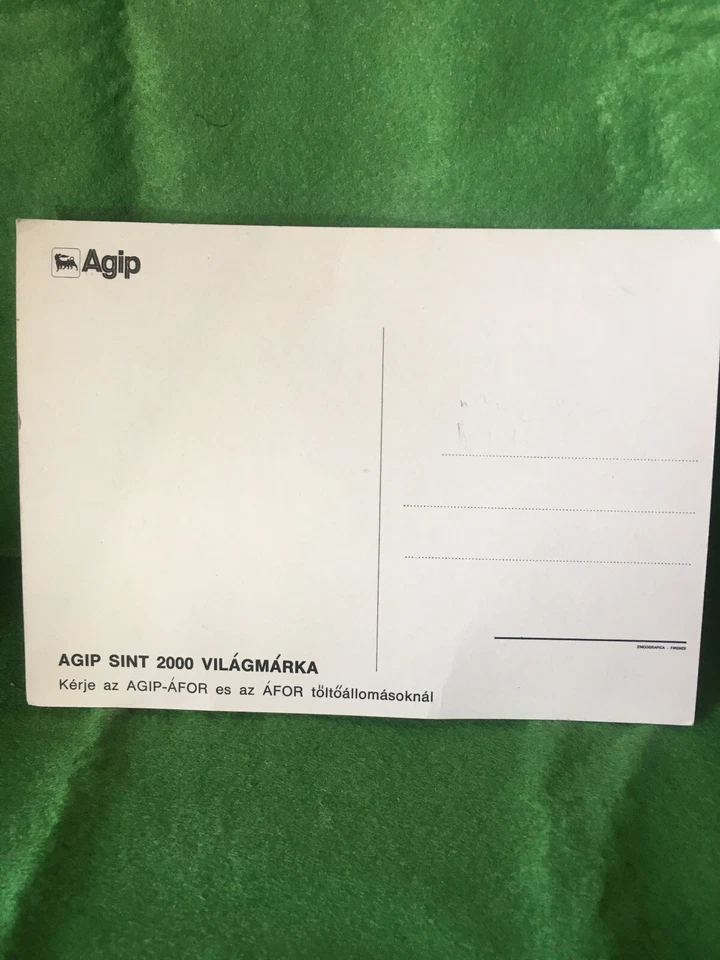 Agip
AGIP SINT 2000 VILÁGMÁRKA
Kérje az AGIP-ÁFOR es az ÁFOR töltőállomásoknál